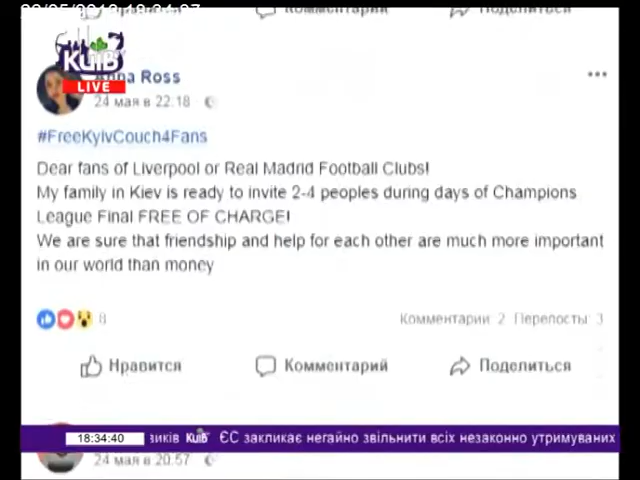 Комментарий
Поделиться
Київ
LIVE
Anna Ross
24 мая в 22.18
#FreeKyivCouch4Fans
Dear fans of Liverpool or Real Madrid Football Clubs!
My family in Kiev is ready to invite 2-4 peoples during days of Champions
League Final FREE OF CHARGE!
We are sure that friendship and help for each other are much more important
in our world than money
8 Комментарии: 2 Перепосты: 3
Нравится Комментарий Поделиться
18:34:40 зиків Київ ЄС закликає негайно звільнити всіх незаконно утримуваних
24 мая в 20.57